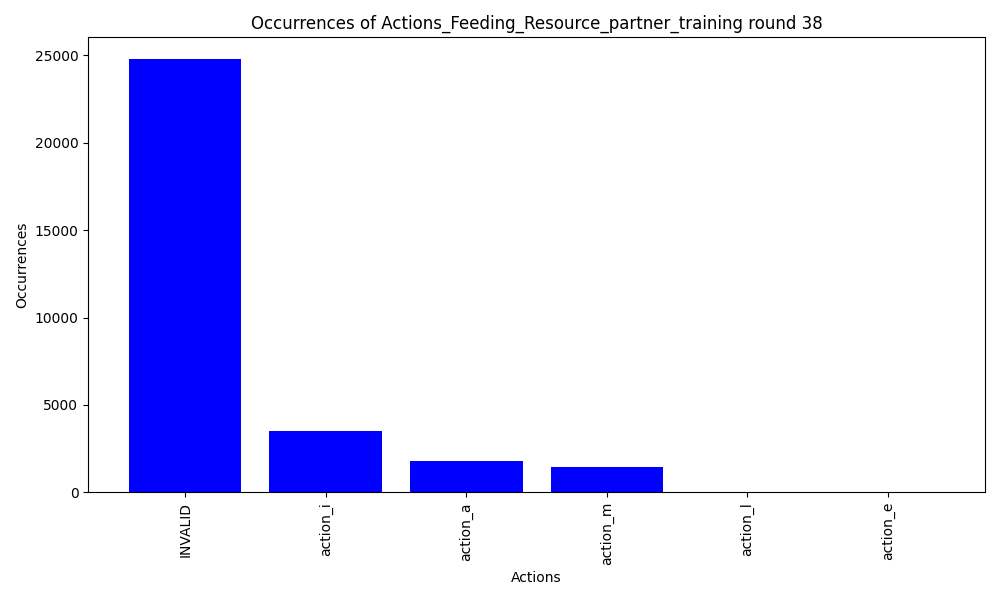 Occurrences of Actions_Feeding_Resource_partner_training round 38
25000
20000
15000
10000
5000
0
Occurrences
INVALID
action_i
action_a
action_m
action_l
action_e
Actions